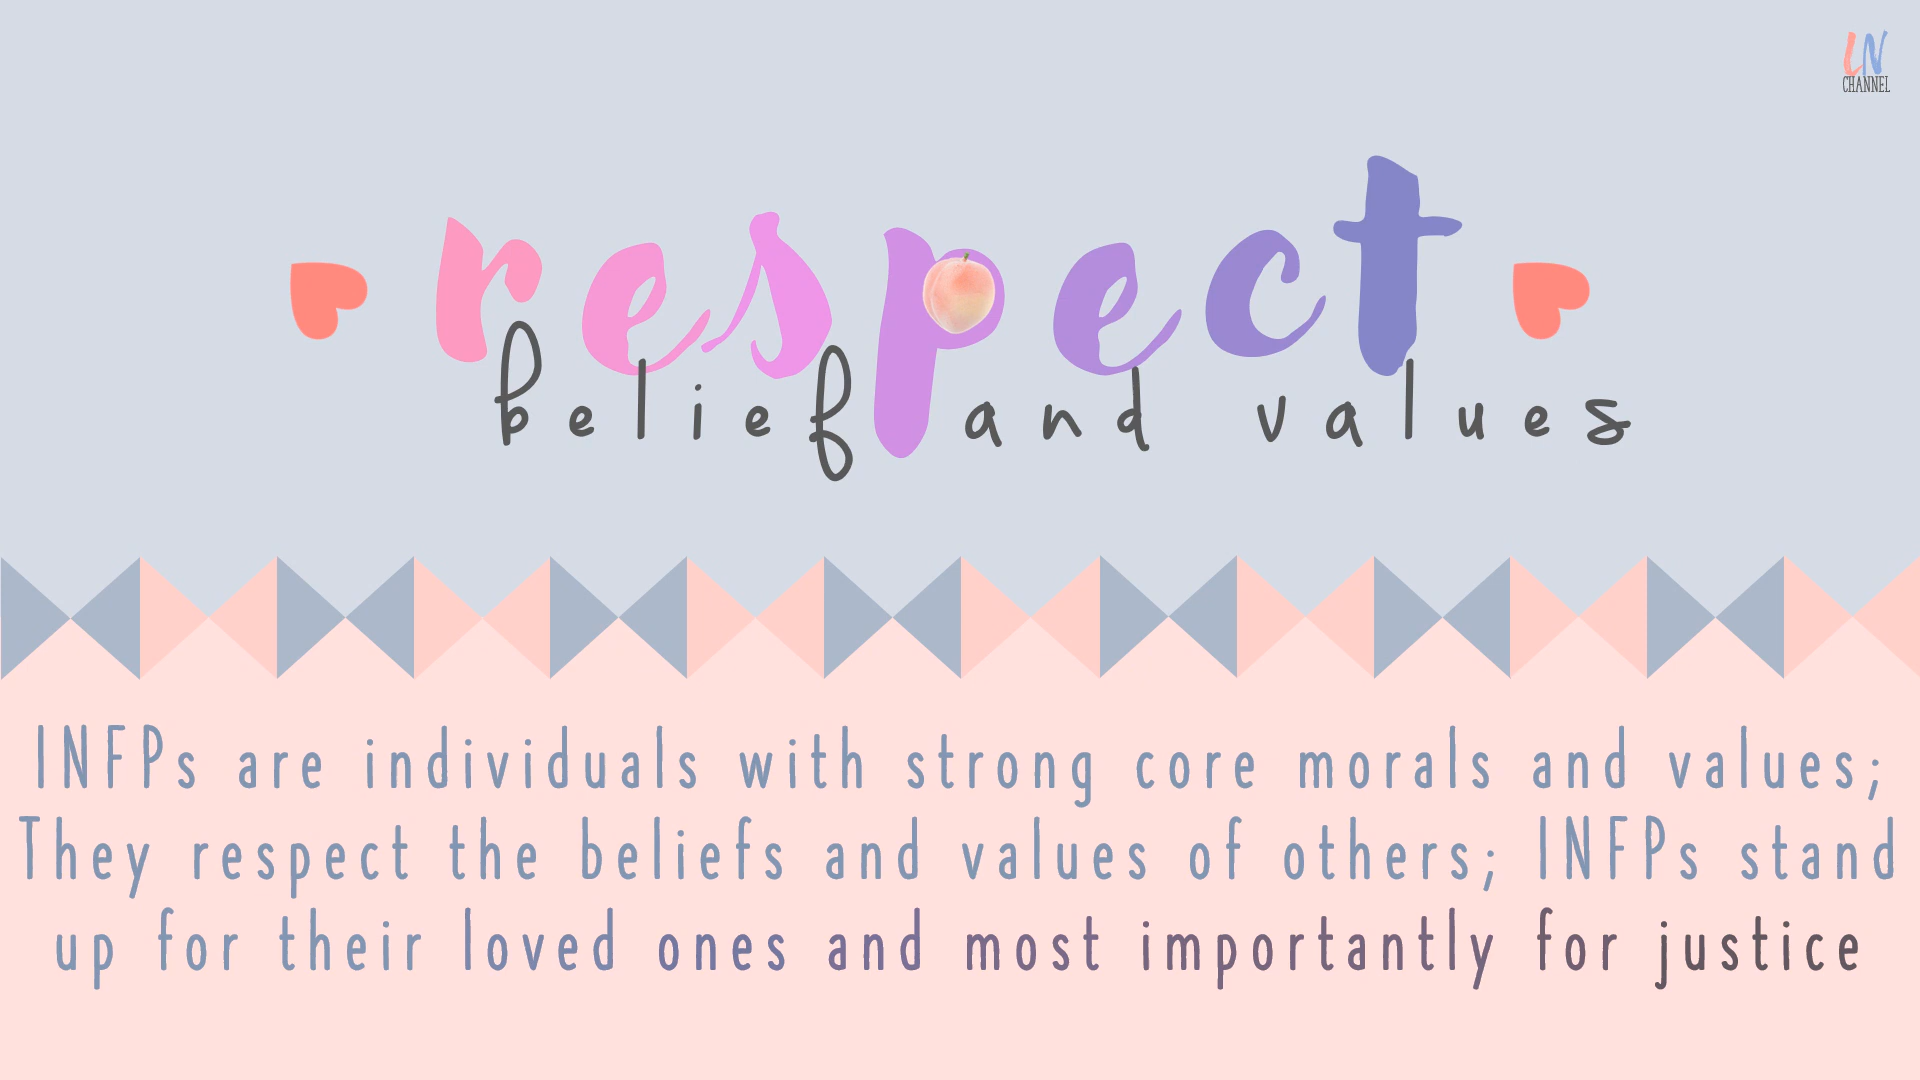 LN
CHANNEL
respect
belief and values
INFPs are individuals with strong core morals and values;
They respect the beliefs and values of others; INFPs stand
up for their loved ones and most importantly for justice